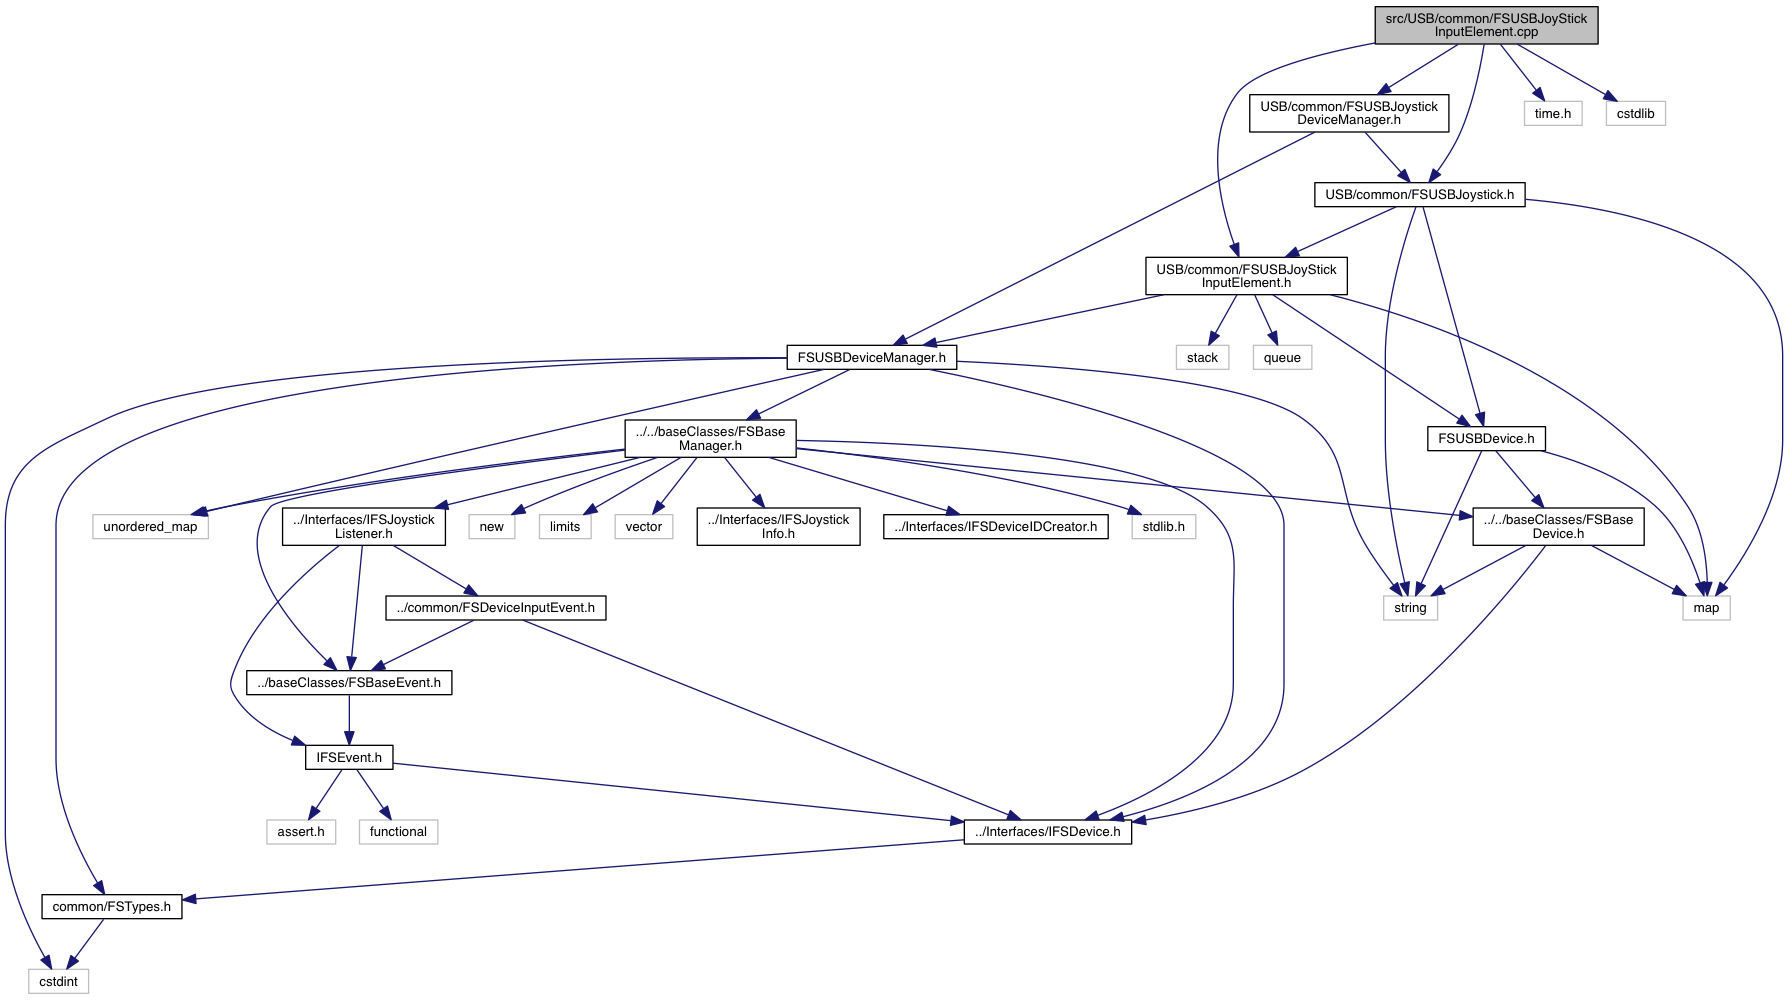 src/USB/common/FSUSBJoyStick
InputElement.cpp
USB/common/FSUSBJoystick
DeviceManager.h
time.h
cstdlib
USB/common/FSUSBJoystick.h
USB/common/FSUSBJoyStick
InputElement.h
FSUSBDeviceManager.h
stack
queue
../../baseClasses/FSBase
Manager.h
FSUSBDevice.h
unordered_map
../Interfaces/IFSJoystick
Listener.h
new
limits
vector
../Interfaces/IFSJoystick
Info.h
../Interfaces/IFSDeviceIDCreator.h
stdlib.h
../../baseClasses/FSBase
Device.h
../common/FSDeviceInputEvent.h
string
map
../baseClasses/FSBaseEvent.h
IFSEvent.h
assert.h
functional
../Interfaces/IFSDevice.h
common/FSTypes.h
cstdint